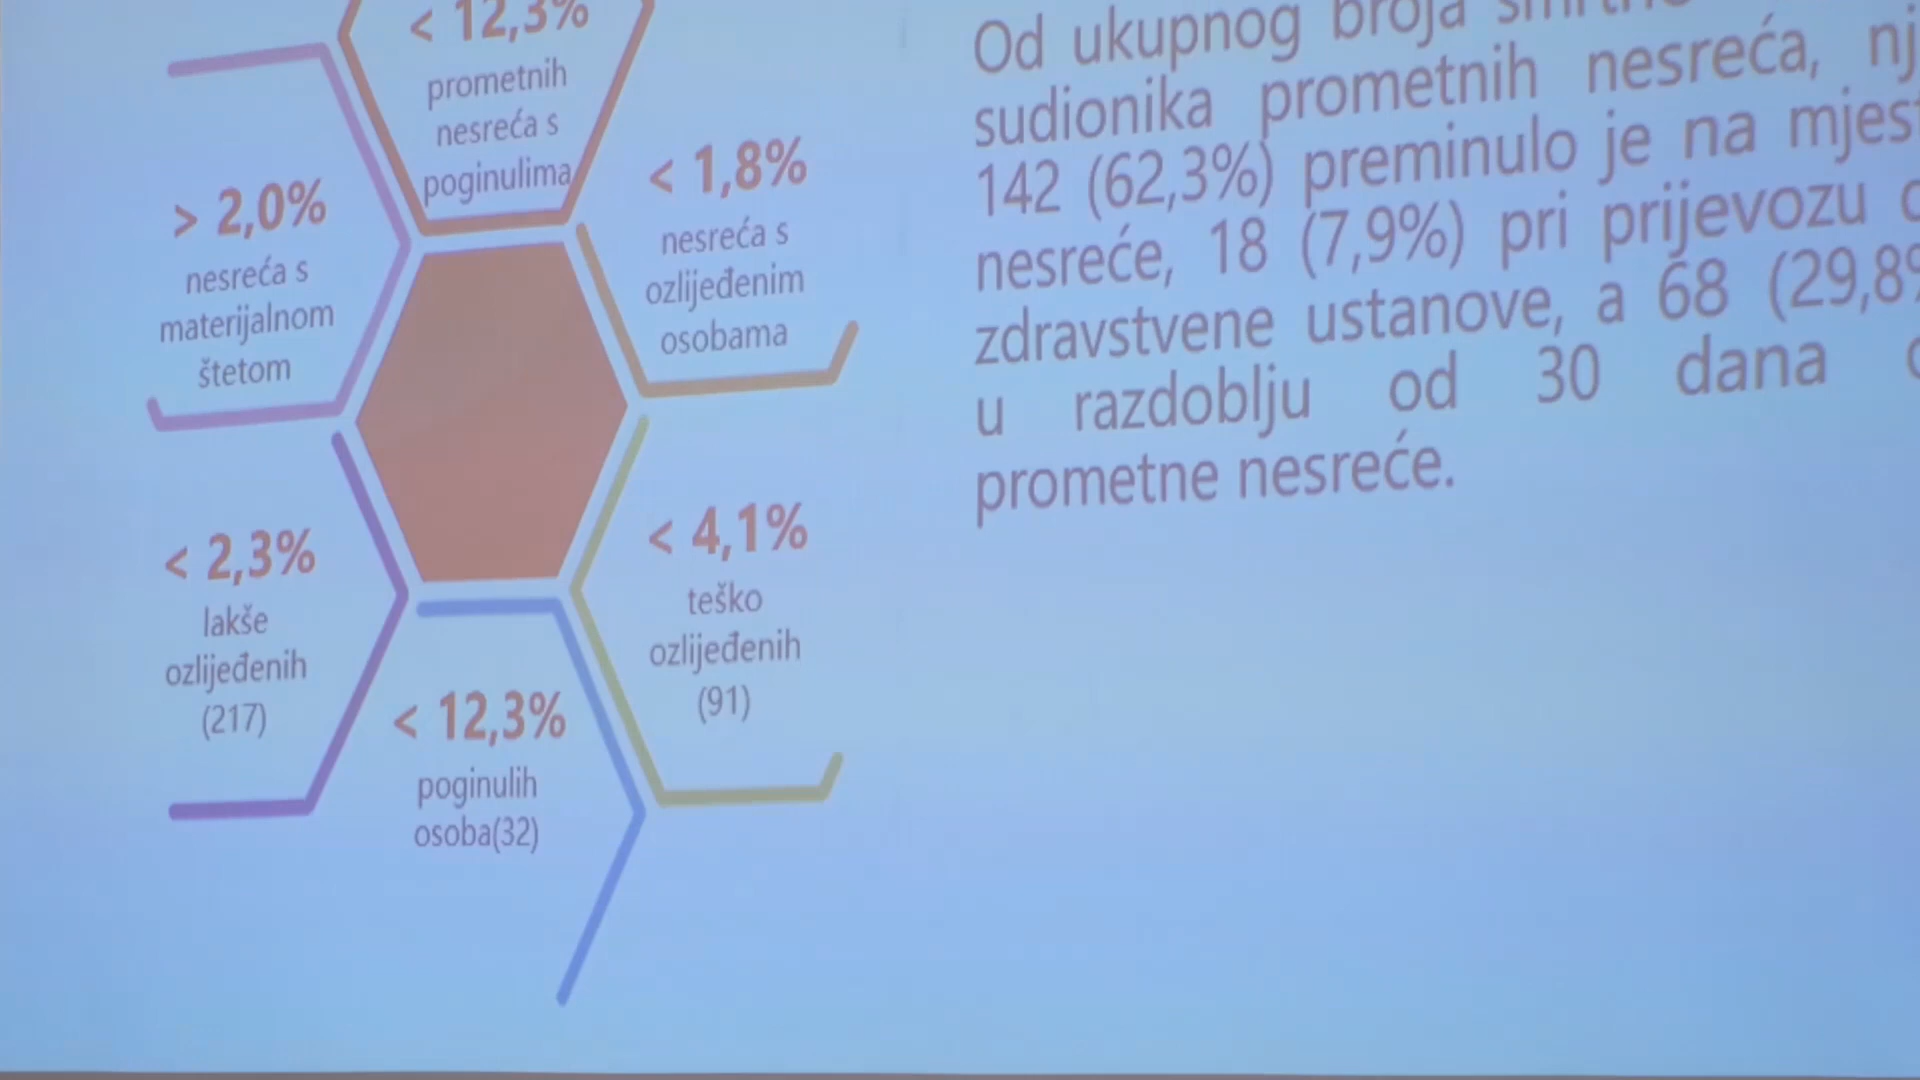 < 12,3%
prometnih
nesreća s
poginulima
> 2,0%
nesreća s
materijalnom
štetom
< 1,8%
nesreća s
ozlijeđenim
osobama
< 2,3%
lakše
ozlijeđenih
(217)
< 4,1%
teško
ozlijeđenih
(91)
< 12,3%
poginulih
osoba(32)
Od ukupnog broja
sudionika prometnih nesreća,
142 (62,3%) preminulo je na
nesreće, 18 (7,9%) pri prijevozu
zdravstvene ustanove, a 68 (29,8%
u razdoblju od 30 dana
prometne nesreće.